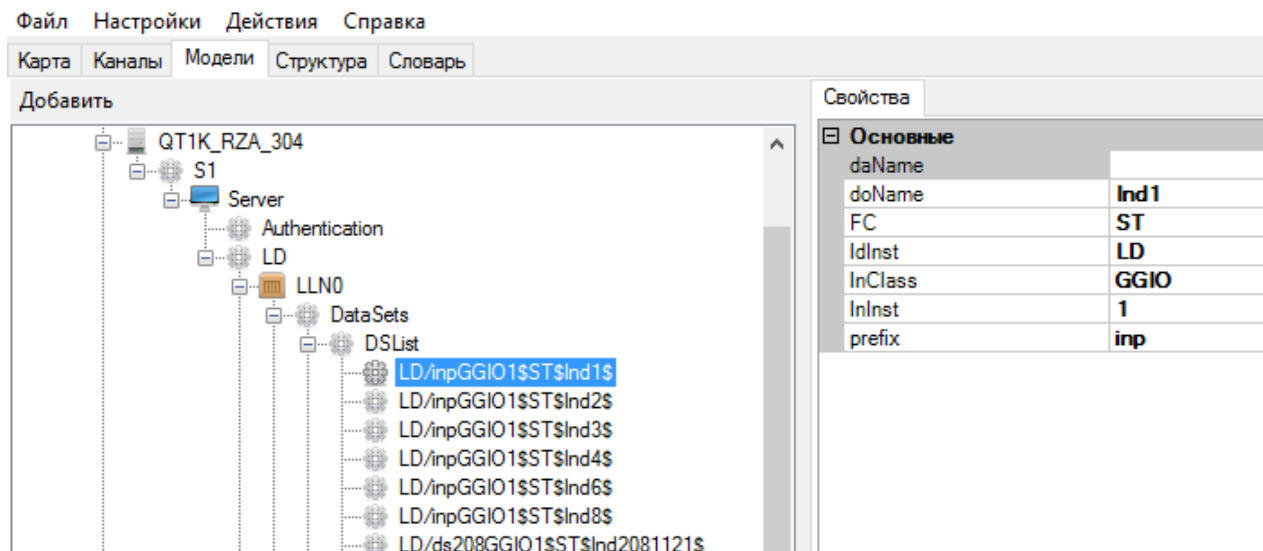 Файл Настройки Действия Справка
Карта Каналы Модели Структура Словарь
Добавить
QT1K_RZA_304
S1
Server
Authentication
LD
LLN0
DataSets
DSList
LD/inpGGIO1$ST$Ind1$
LD/inpGGIO1$ST$Ind2$
LD/inpGGIO1$ST$Ind3$
LD/inpGGIO1$ST$Ind4$
LD/inpGGIO1$ST$Ind6$
LD/inpGGIO1$ST$Ind8$
LD/ds208GGIO1$ST$Ind2081121$
Свойства
Основные
daName
doName Ind1
FC ST
ldInst LD
lnClass GGIO
lnInst 1
prefix inp